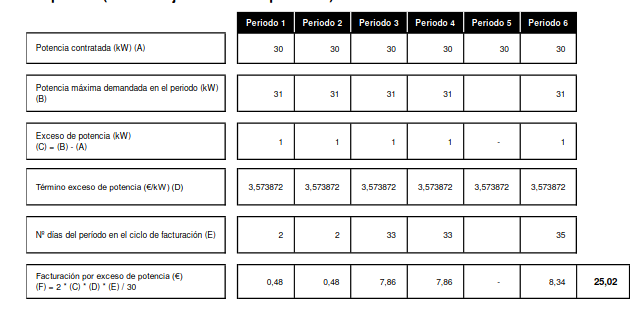 Periodo 1 Periodo 2 Periodo 3 Periodo 4 Periodo 5 Periodo 6
Potencia contratada (kW) (A) 30 30 30 30 30 30
Potencia máxima demandada en el periodo (kW)
(B) 31 31 31 31 31
Exceso de potencia (kW)
(C) = (B) - (A) 1 1 1 1 - 1
Término exceso de potencia (€/kW) (D) 3,573872 3,573872 3,573872 3,573872 3,573872 3,573872
Nº días del período en el ciclo de facturación (E) 2 2 33 33 35
Facturación por exceso de potencia (€)
(F) = 2 * (C) * (D) * (E) / 30 0,48 0,48 7,86 7,86 - 8,34 25,02